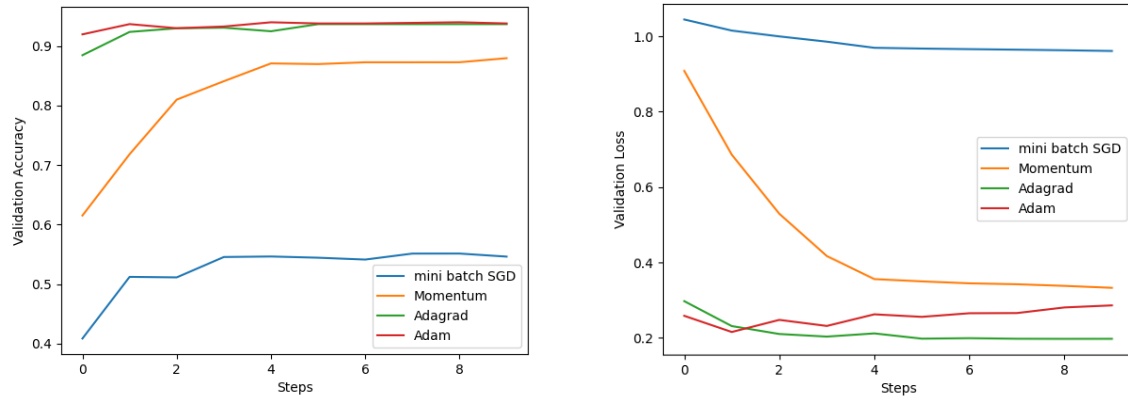 0.9
0.8
0.7
0.6
0.5
0.4
Validation Accuracy
0 2 4 6 8
Steps
mini batch SGD
Momentum
Adagrad
Adam
1.0
0.8
0.6
0.4
0.2
Validation Loss
0 2 4 6 8
Steps
mini batch SGD
Momentum
Adagrad
Adam